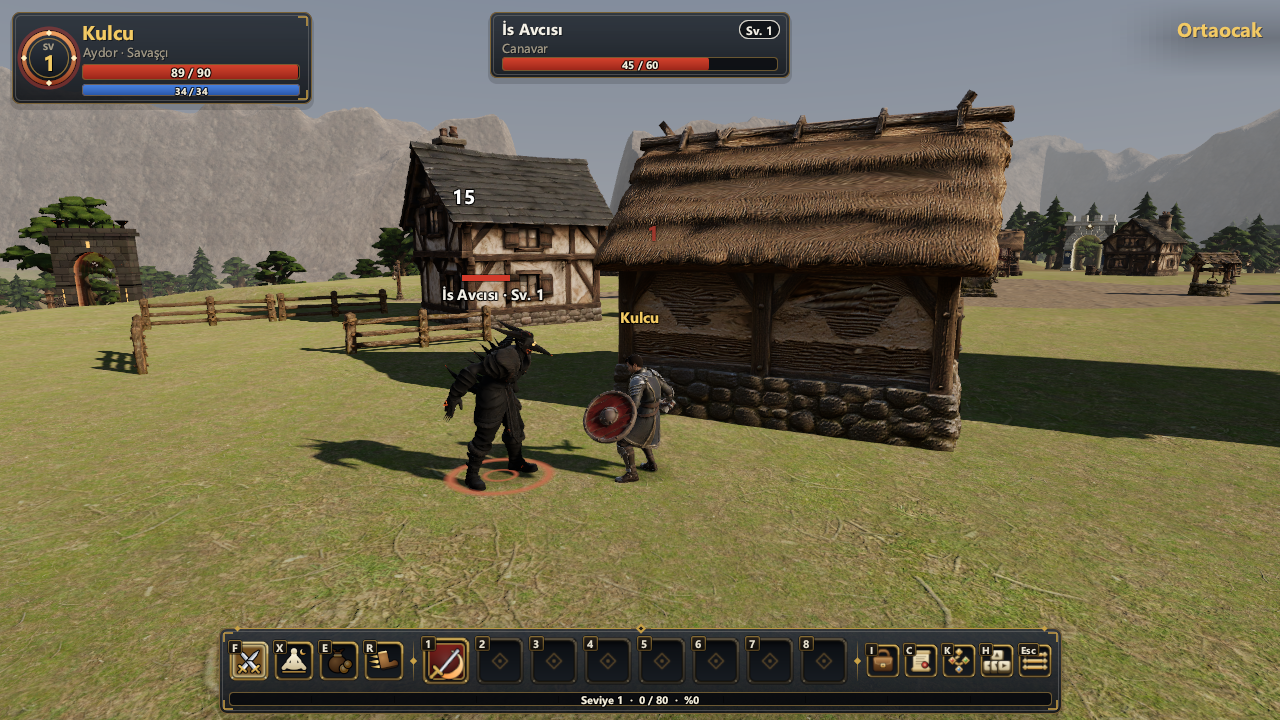 Kulcu
SV
1
Aydor · Savaşçı
89 / 90
34 / 34
İs Avcısı
Sv. 1
Canavar
45 / 60
Ortaocak
15
1
İs Avcısı · Sv. 1
Kulcu
F
X
E
R
1
2
3
4
5
6
7
8
I
C
K
H
Esc
Seviye 1 · 0 / 80 · %0